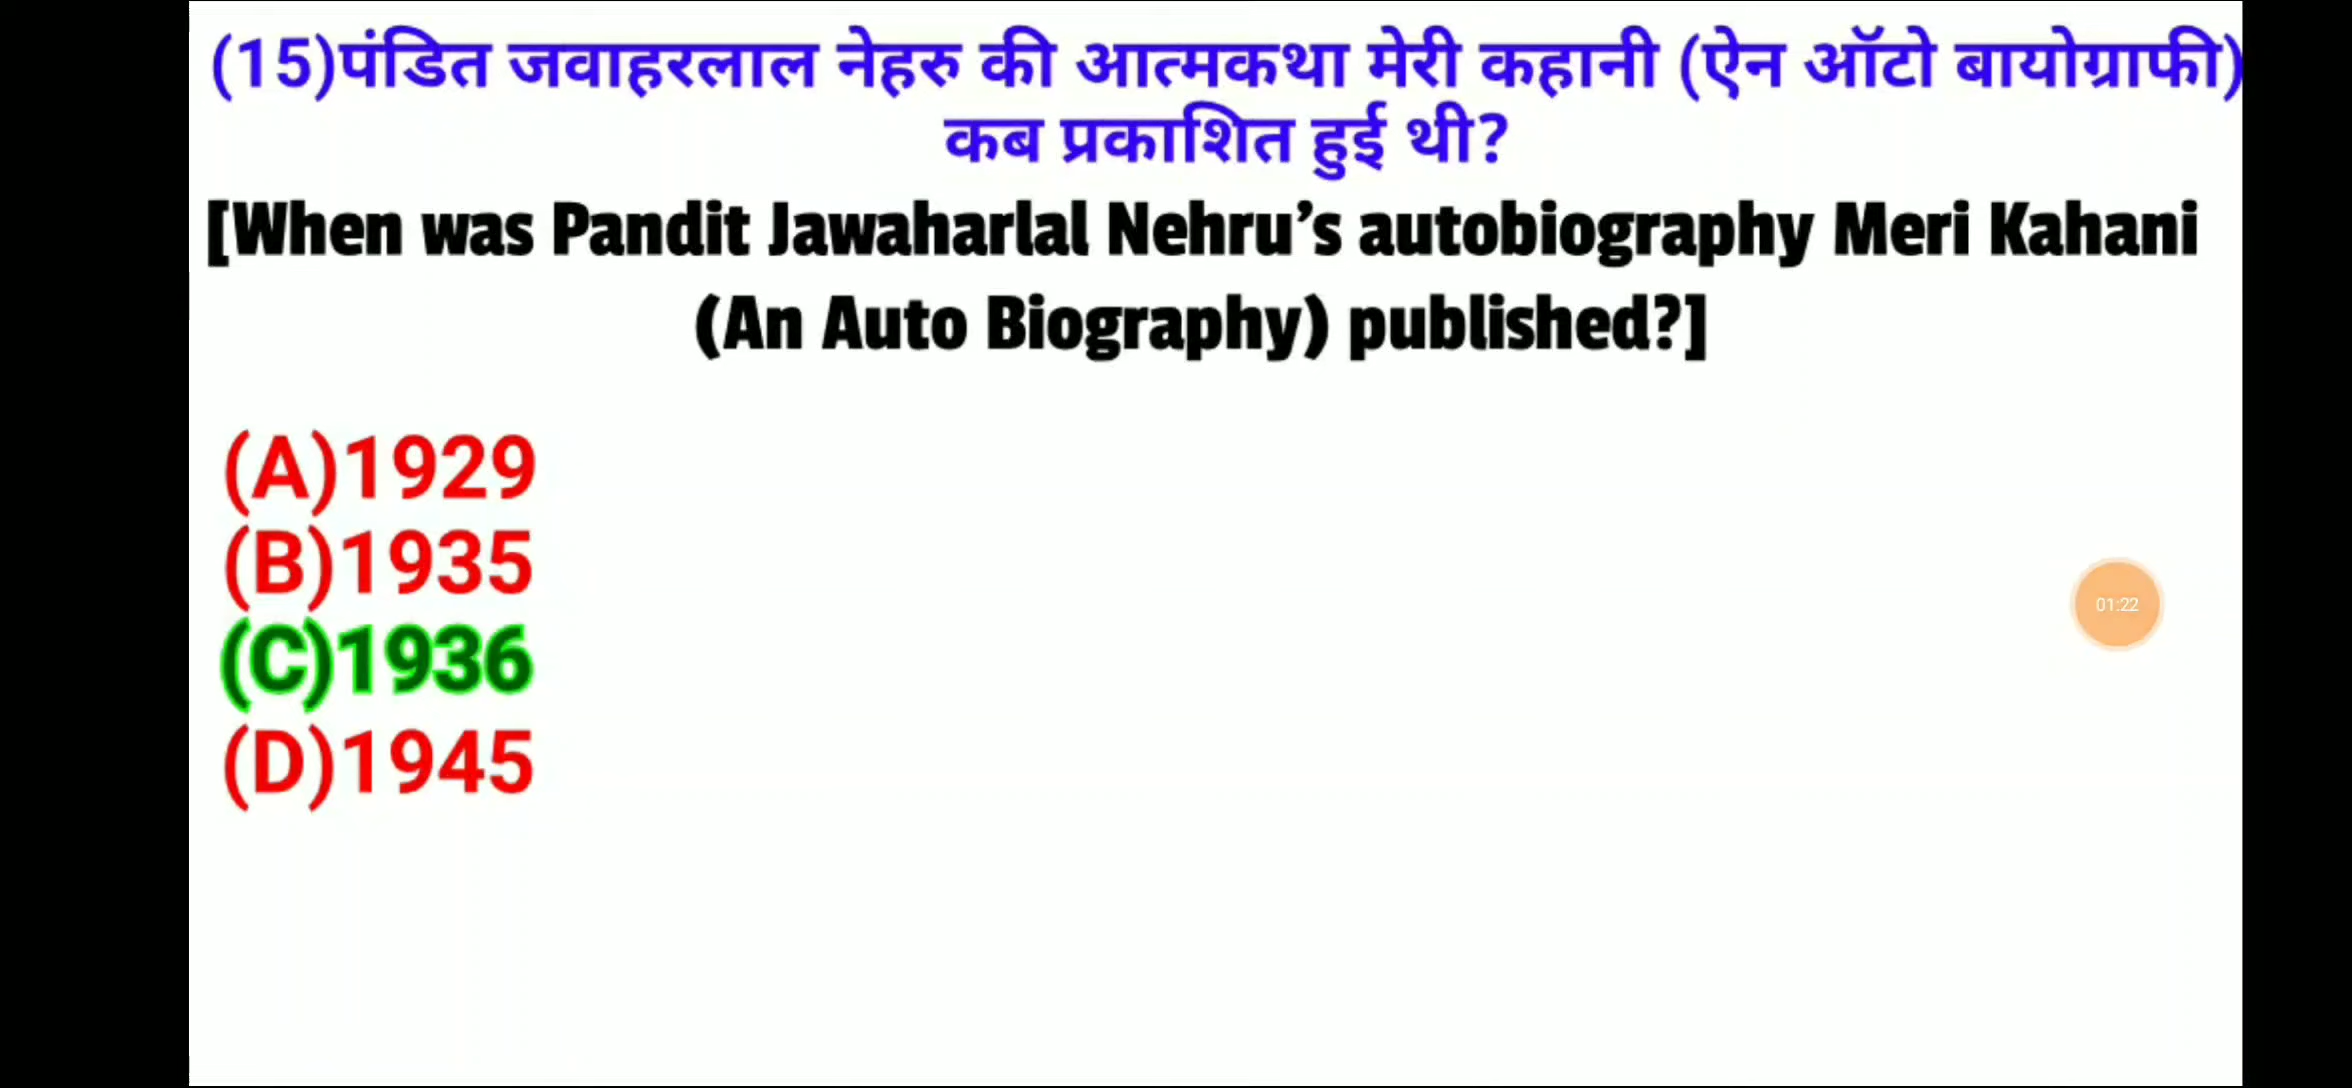 (15)पंडित जवाहरलाल नेहरु की आत्मकथा मेरी कहानी (ऐन ऑटो बायोग्राफी)
कब प्रकाशित हुई थी?
[When was Pandit Jawaharlal Nehru’s autobiography Meri Kahani
(An Auto Biography) published?]
(A)1929
(B)1935
(C)1936
(D)1945
01:22